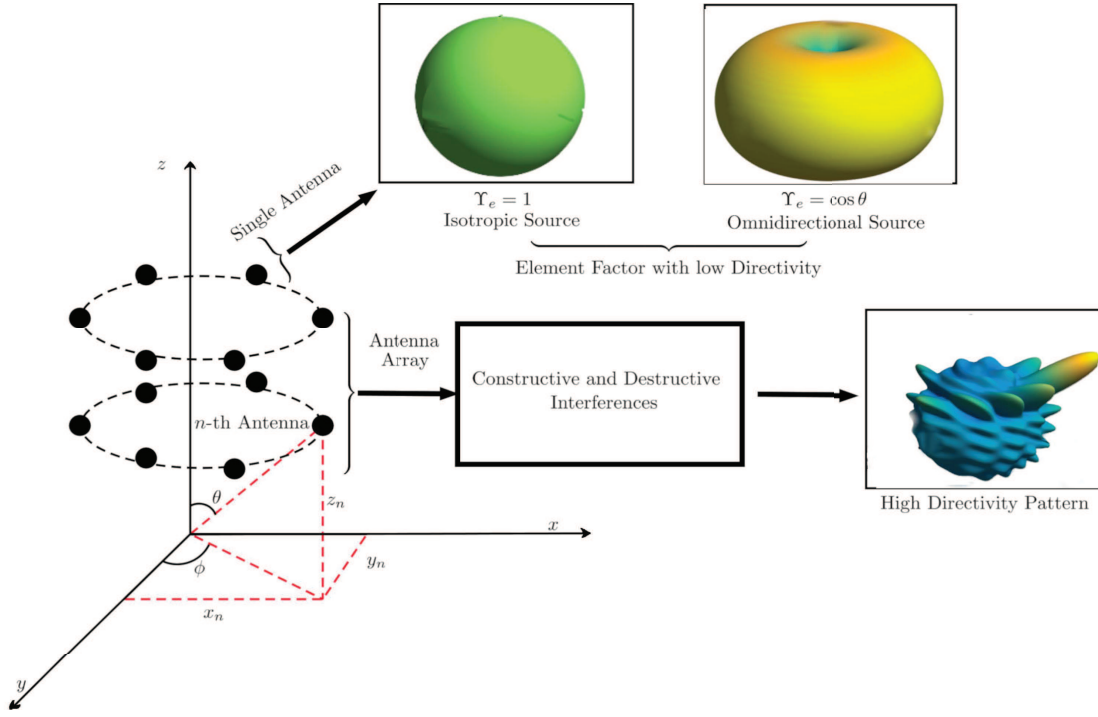 z
Single Antenna
ϒₑ = 1
Isotropic Source
ϒₑ = cos θ
Omnidirectional Source
Element Factor with low Directivity
Antenna
Array
Constructive and Destructive
Interferences
n-th Antenna
High Directivity Pattern
θ
zₙ
x
ϕ
yₙ
xₙ
y